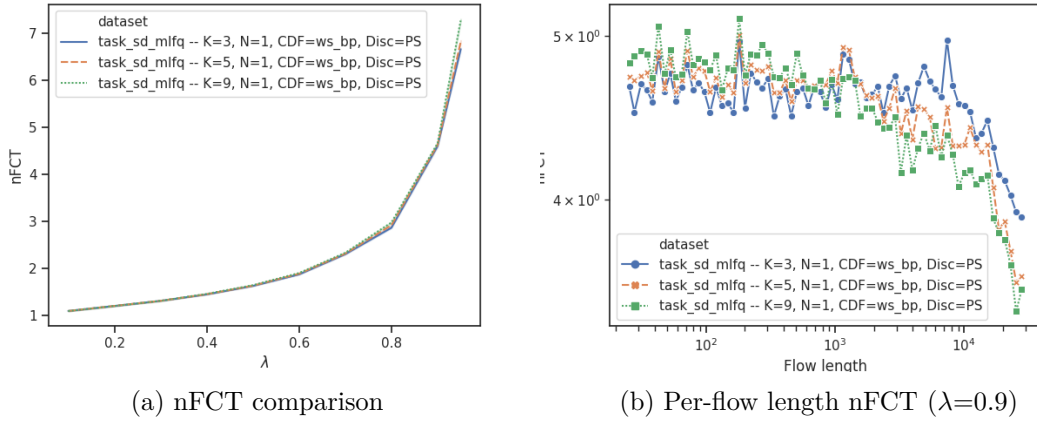 dataset
task_sd_mlfq -- K=3, N=1, CDF=ws_bp, Disc=PS
task_sd_mlfq -- K=5, N=1, CDF=ws_bp, Disc=PS
task_sd_mlfq -- K=9, N=1, CDF=ws_bp, Disc=PS
7
6
5
4
3
2
1
nFCT
0.2
0.4
0.6
0.8
λ
(a) nFCT comparison
5 × 10⁰
4 × 10⁰
nFCT
dataset
task_sd_mlfq -- K=3, N=1, CDF=ws_bp, Disc=PS
task_sd_mlfq -- K=5, N=1, CDF=ws_bp, Disc=PS
task_sd_mlfq -- K=9, N=1, CDF=ws_bp, Disc=PS
10²
10³
10⁴
Flow length
(b) Per-flow length nFCT (λ=0.9)